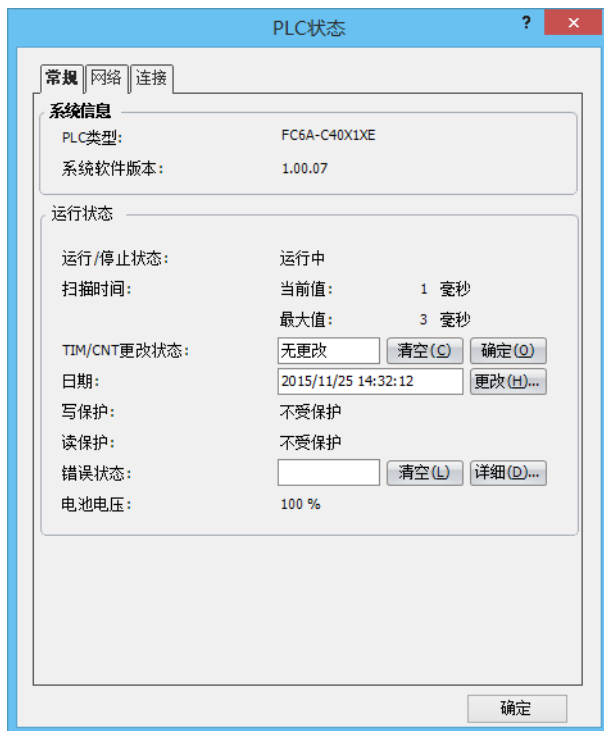 PLC状态
?
×
常规 网络 连接
系统信息
PLC类型: FC6A-C40X1XE
系统软件版本: 1.00.07
运行状态
运行/停止状态: 运行中
扫描时间: 当前值: 1 毫秒
最大值: 3 毫秒
TIM/CNT更改状态: 无更改 清空(C) 确定(O)
日期: 2015/11/25 14:32:12 更改(H)...
写保护: 不受保护
读保护: 不受保护
错误状态: 清空(L) 详细(D)...
电池电压: 100 %
确定